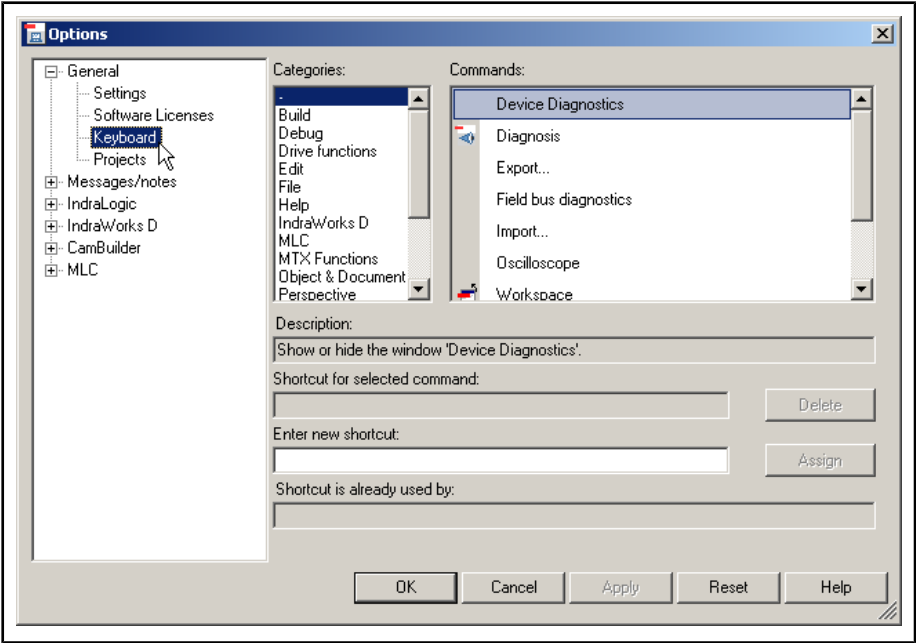 Options
General
Settings
Software Licenses
Keyboard
Projects
Messages/notes
IndraLogic
IndraWorks D
CamBuilder
MLC
Categories:
-
Build
Debug
Drive functions
Edit
File
Help
IndraWorks D
MLC
MTX Functions
Object & Document
Perspective
Commands:
Device Diagnostics
Diagnosis
Export...
Field bus diagnostics
Import...
Oscilloscope
Workspace
Description:
Show or hide the window 'Device Diagnostics'.
Shortcut for selected command:
Delete
Enter new shortcut:
Assign
Shortcut is already used by:
OK Cancel Apply Reset Help